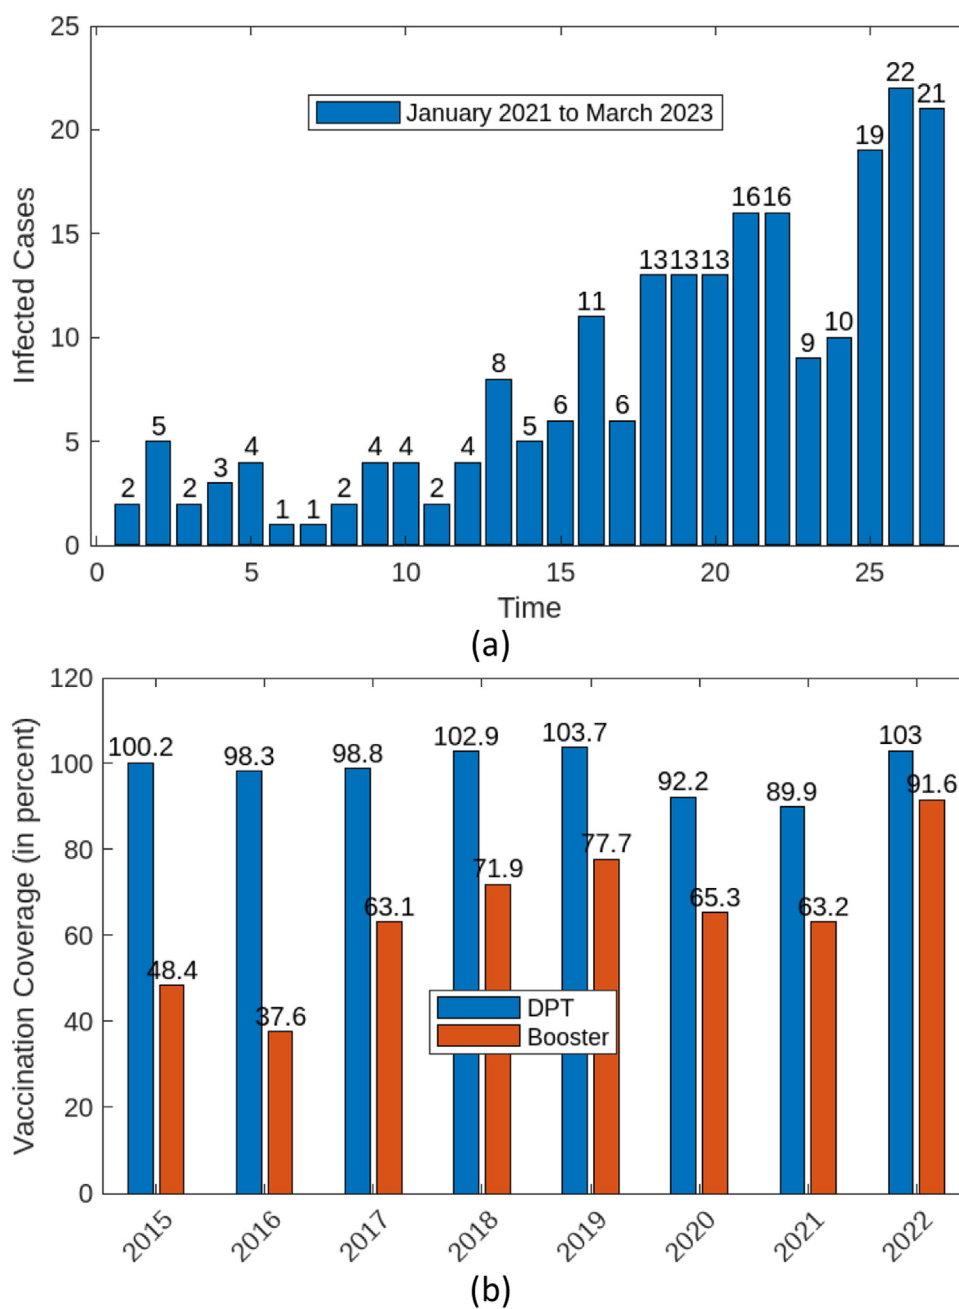 25
20
15
10
5
0
Infected Cases
January 2021 to March 2023
2 5 2 3 4 1 1 2 4 4 2 4 8 5 6 11 6 13 13 13 16 16 9 10 19 22 21
0 5 10 15 20 25
Time
(a)
120
100
80
60
40
20
0
Vaccination Coverage (in percent)
100.2 98.3 98.8 102.9 103.7 92.2 89.9 103
48.4 37.6 63.1 71.9 77.7 65.3 63.2 91.6
DPT
Booster
2015 2016 2017 2018 2019 2020 2021 2022
(b)